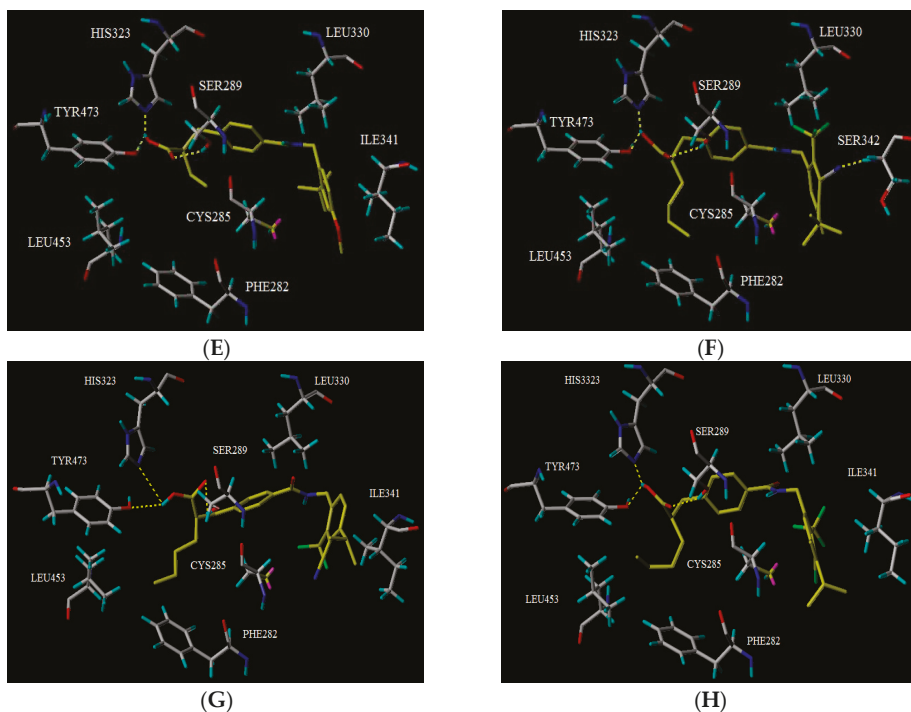 HIS323
LEU330
SER289
TYR473
ILE341
CYS285
LEU453
PHE282
(E)
HIS323
LEU330
SER289
TYR473
SER342
CYS285
LEU453
PHE282
(F)
HIS323
LEU330
SER289
TYR473
ILE341
CYS285
LEU453
PHE282
(G)
HIS3323
LEU330
SER289
TYR473
ILE341
CYS285
LEU453
PHE282
(H)